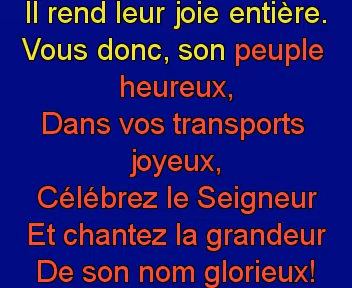 Il rend leur joie entière.
Vous donc, son peuple
heureux,
Dans vos transports
joyeux,
Célébrez le Seigneur
Et chantez la grandeur
De son nom glorieux!